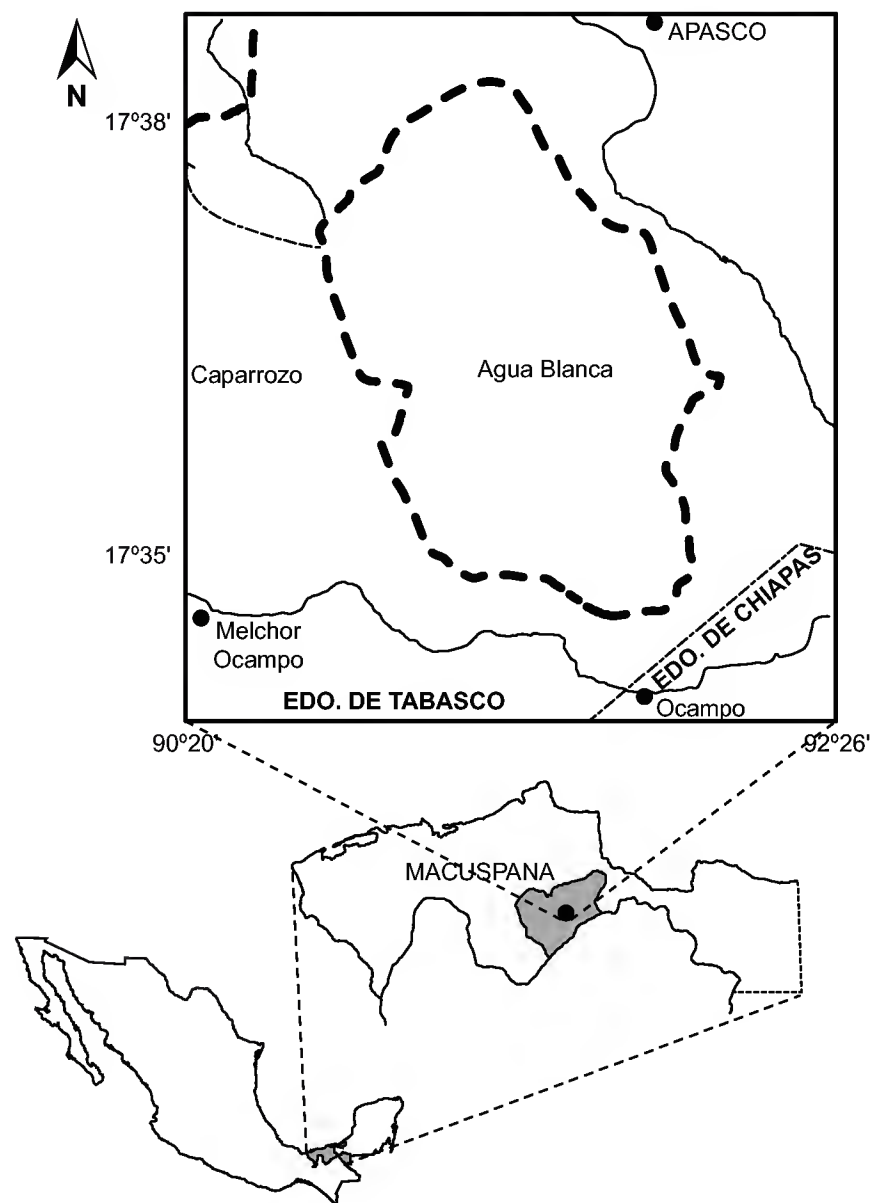 APASCO
N
17º38'
Caparrozo
Agua Blanca
17º35'
EDO. DE CHIAPAS
Melchor
Ocampo
EDO. DE TABASCO
Ocampo
90º20'
92º26'
MACUSPANA